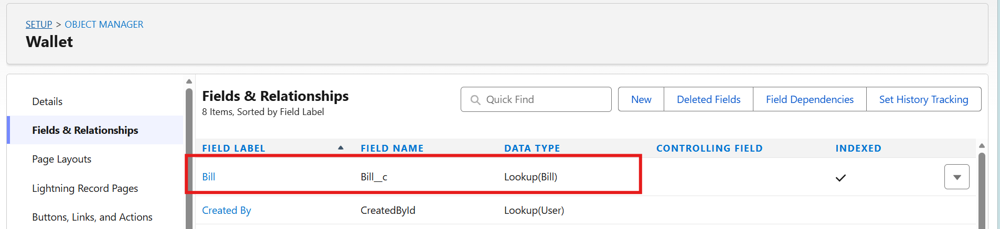 SETUP > OBJECT MANAGER
Wallet
Details
Fields & Relationships
Page Layouts
Lightning Record Pages
Buttons, Links, and Actions
Fields & Relationships
8 Items, Sorted by Field Label
Quick Find
New Deleted Fields Field Dependencies Set History Tracking
FIELD LABEL FIELD NAME DATA TYPE CONTROLLING FIELD INDEXED
Bill Bill__c Lookup(Bill)
Created By CreatedById Lookup(User)